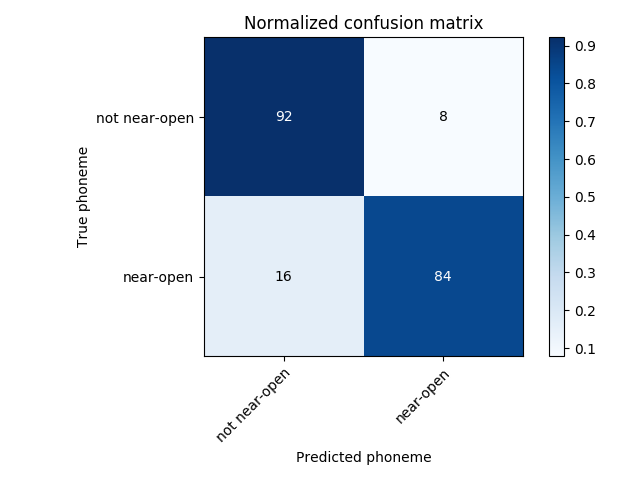 Normalized confusion matrix
True phoneme
not near-open
92
8
near-open
16
84
not near-open
near-open
Predicted phoneme
0.9
0.8
0.7
0.6
0.5
0.4
0.3
0.2
0.1